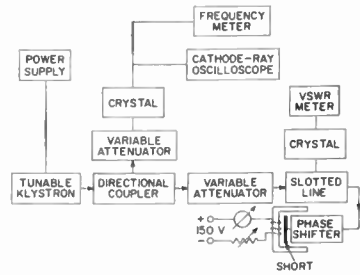 FREQUENCY
METER
POWER
SUPPLY
CATHODE-RAY
OSCILLOSCOPE
CRYSTAL
VSWR
METER
VARIABLE
ATTENUATOR
CRYSTAL
TUNABLE
KLYSTRON
DIRECTIONAL
COUPLER
VARIABLE
ATTENUATOR
SLOTTED
LINE
+
150 V
-
PHASE
SHIFTER
SHORT